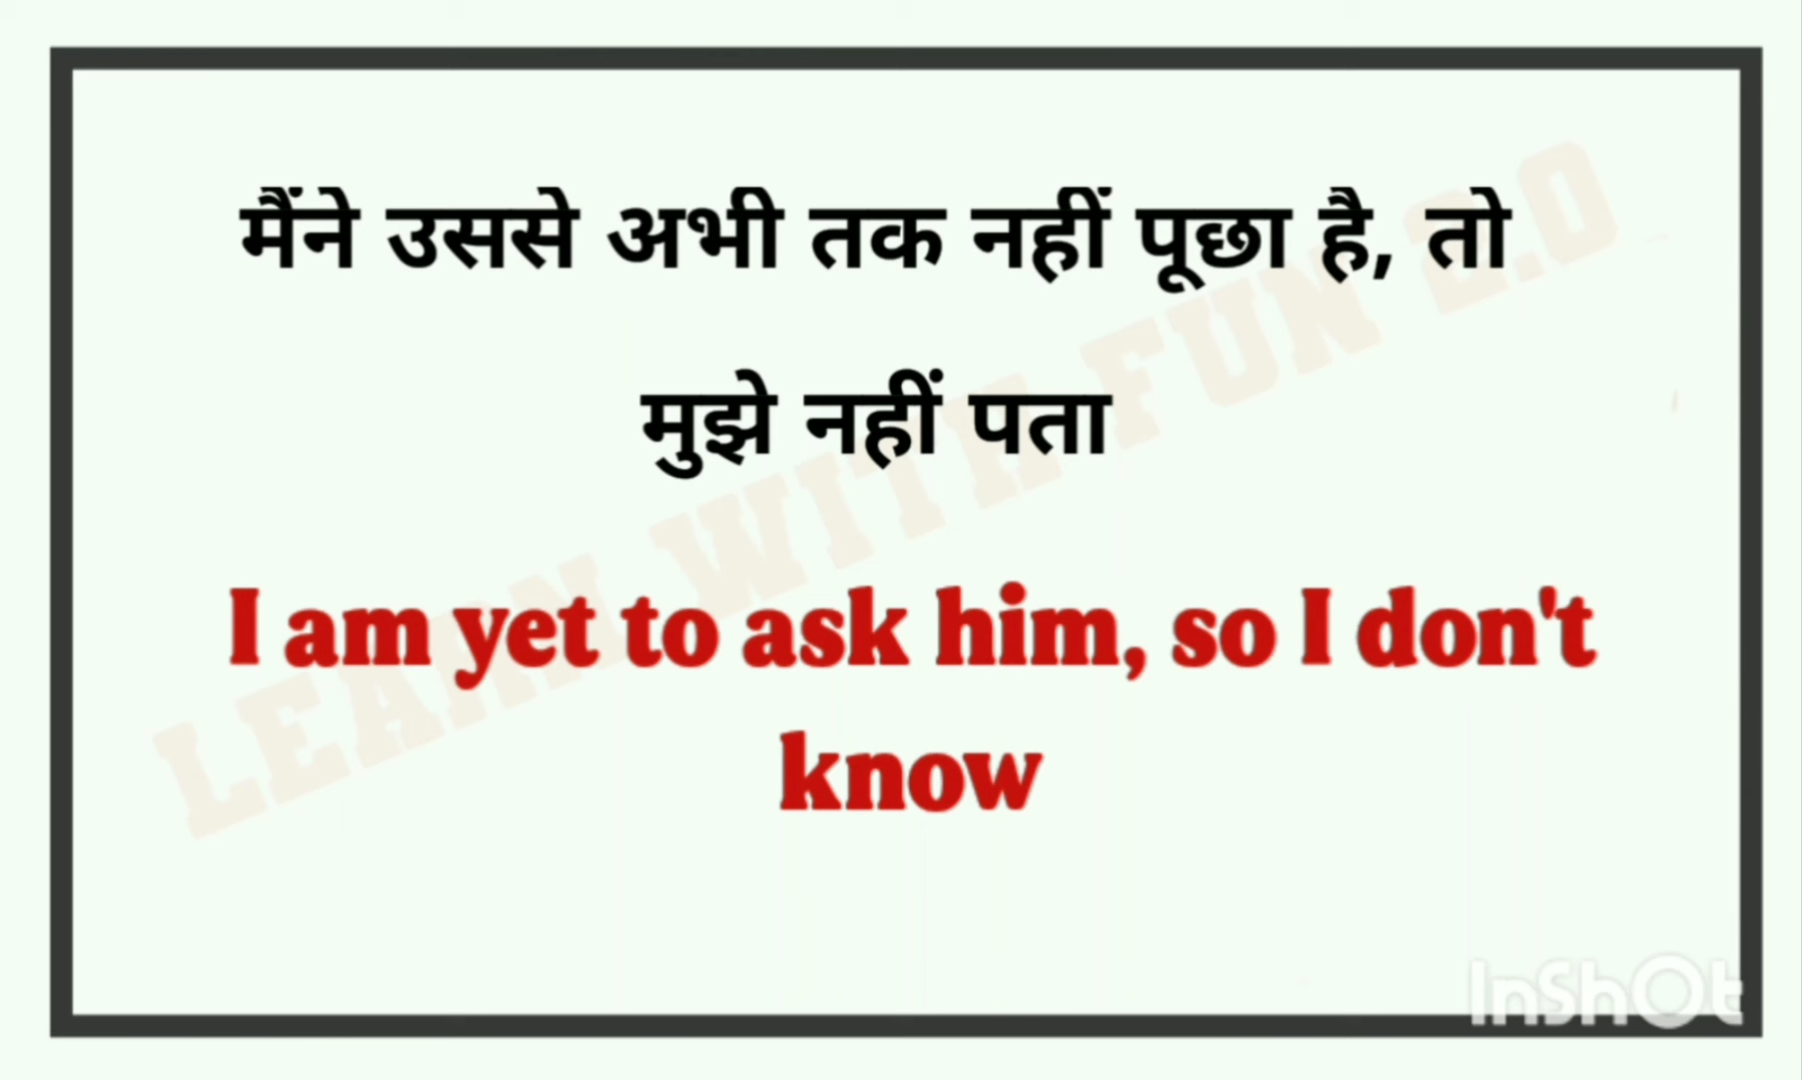 मैंने उससे अभी तक नहीं पूछा है, तो
मुझे नहीं पता
I am yet to ask him, so I don't
know
LEARN WITH FUN 2.0
InShOt